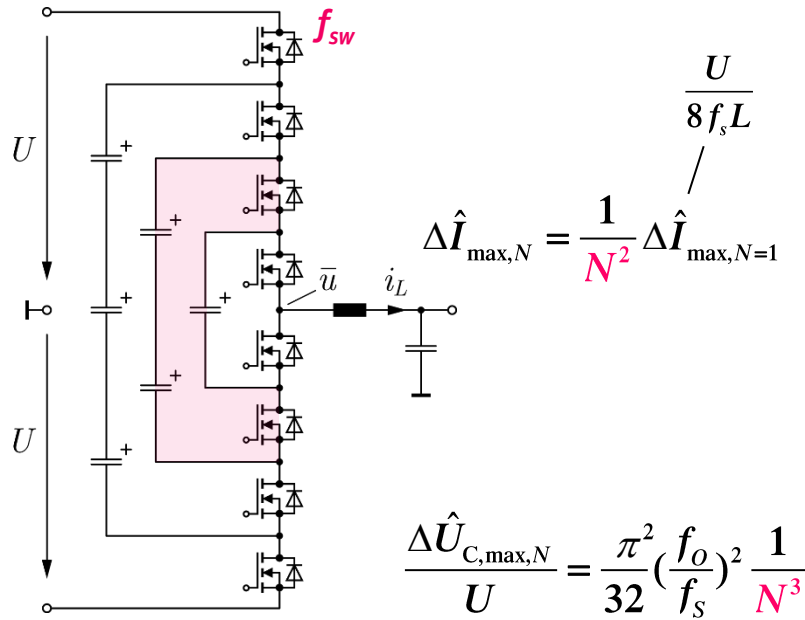 f_sw
U
U
+
+
+
+
+
+
ū
i_L
U
8 f_s L
ΔÎ_max,N = 1/N² ΔÎ_max,N=1
ΔÛ_C,max,N / U = π²/32 (f_O/f_S)² 1/N³